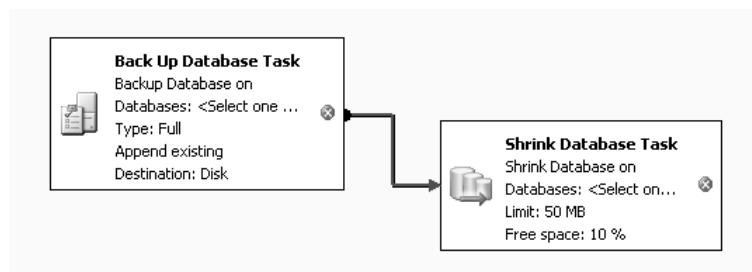 Back Up Database Task
Backup Database on
Databases: <Select one ...
Type: Full
Append existing
Destination: Disk
Shrink Database Task
Shrink Database on
Databases: <Select on...
Limit: 50 MB
Free space: 10 %